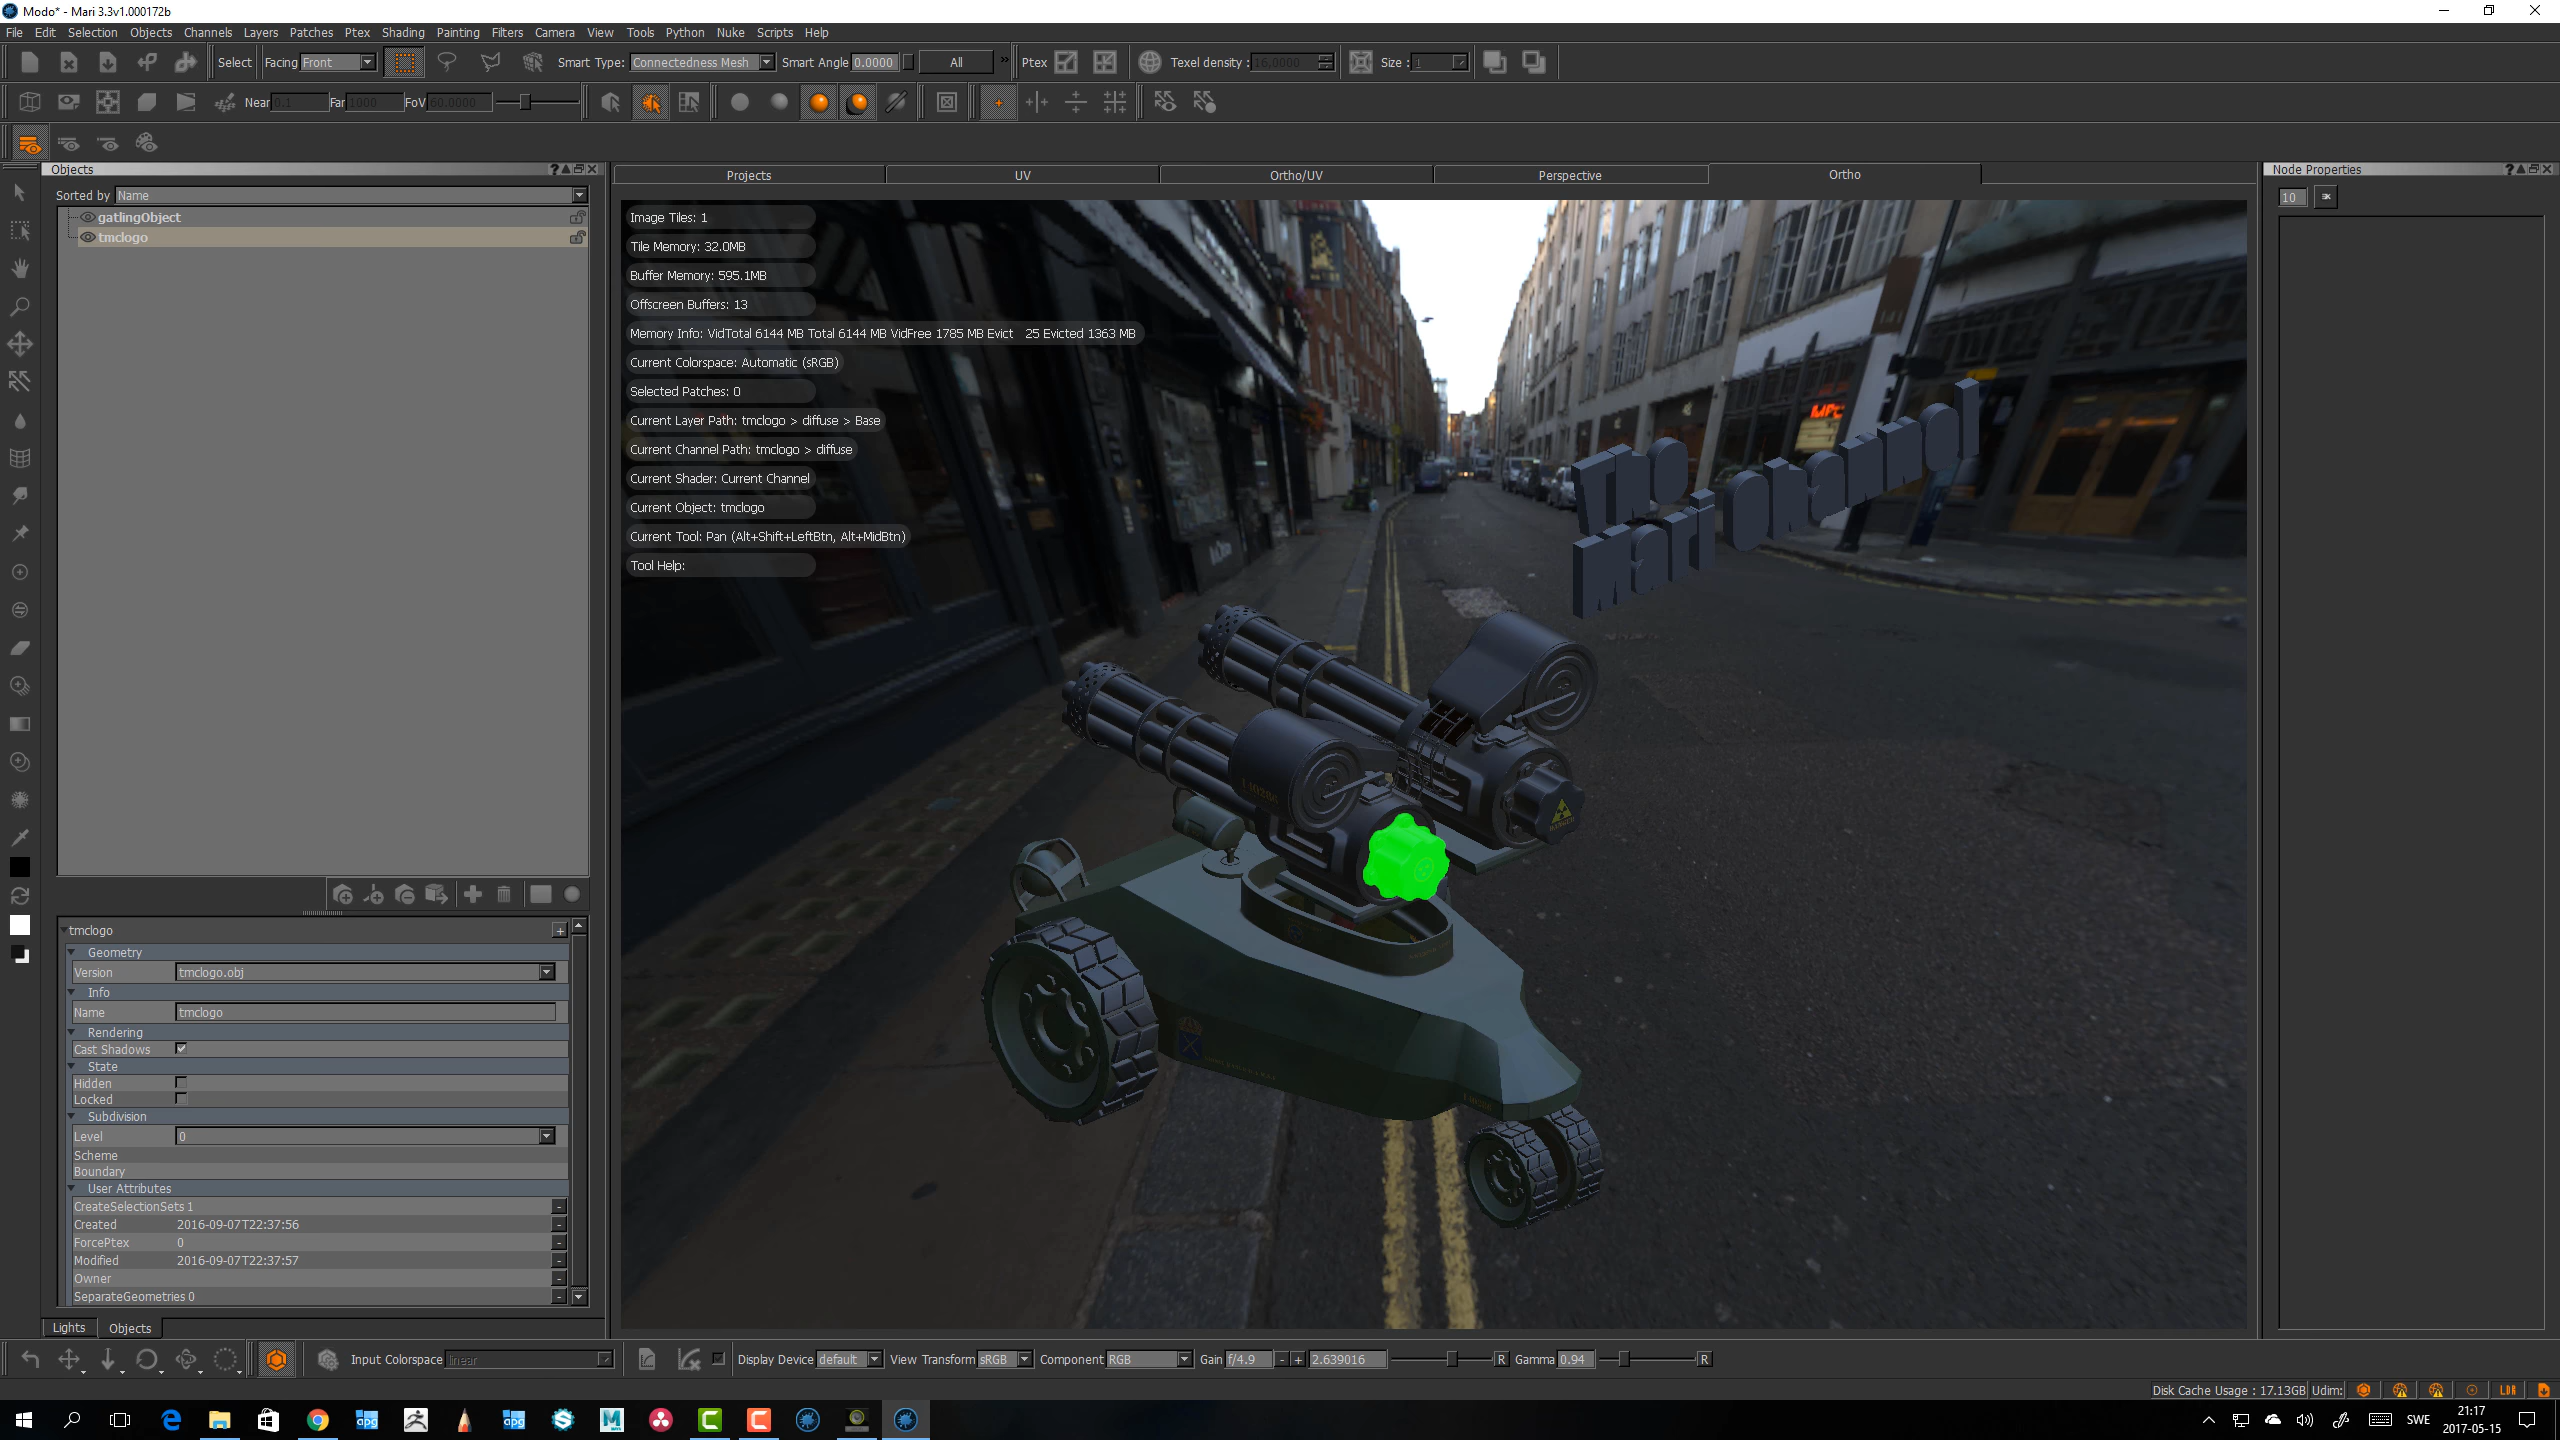 Modo* - Mari 3.3v1.000172b
File Edit Selection Objects Channels Layers Patches Ptex Shading Painting Filters Camera View Tools Python Nuke Scripts Help
Select Facing Front Smart Type: Connectedness Mesh Smart Angle 0.0000 All » Ptex Texel density : 16.0000 Size : 1
Near 0.1 Far 1000 FoV 60.0000
Objects
Sorted by Name
gatlingObject
tmclogo
Projects UV Ortho/UV Perspective Ortho
Node Properties
10
Image Tiles: 1
Tile Memory: 32.0MB
Buffer Memory: 595.1MB
Offscreen Buffers: 13
Memory Info: VidTotal 6144 MB Total 6144 MB VidFree 1785 MB Evict 25 Evicted 1363 MB
Current Colorspace: Automatic (sRGB)
Selected Patches: 0
Current Layer Path: tmclogo > diffuse > Base
Current Channel Path: tmclogo > diffuse
Current Shader: Current Channel
Current Object: tmclogo
Current Tool: Pan (Alt+Shift+LeftBtn, Alt+MidBtn)
Tool Help:
MPC
The
Mari Channel
tmclogo
Geometry
Version tmclogo.obj
Info
Name tmclogo
Rendering
Cast Shadows
State
Hidden
Locked
Subdivision
Level 0
Scheme
Boundary
User Attributes
CreateSelectionSets 1
Created 2016-09-07T22:37:56
ForcePtex 0
Modified 2016-09-07T22:37:57
Owner
SeparateGeometries 0
Lights Objects
Input Colorspace linear Display Device default View Transform sRGB Component RGB Gain f/4.9 - + 2.639016 R Gamma 0.94 R
Disk Cache Usage : 17.13GB Udim:
LDR
SWE
21:17
2017-05-15